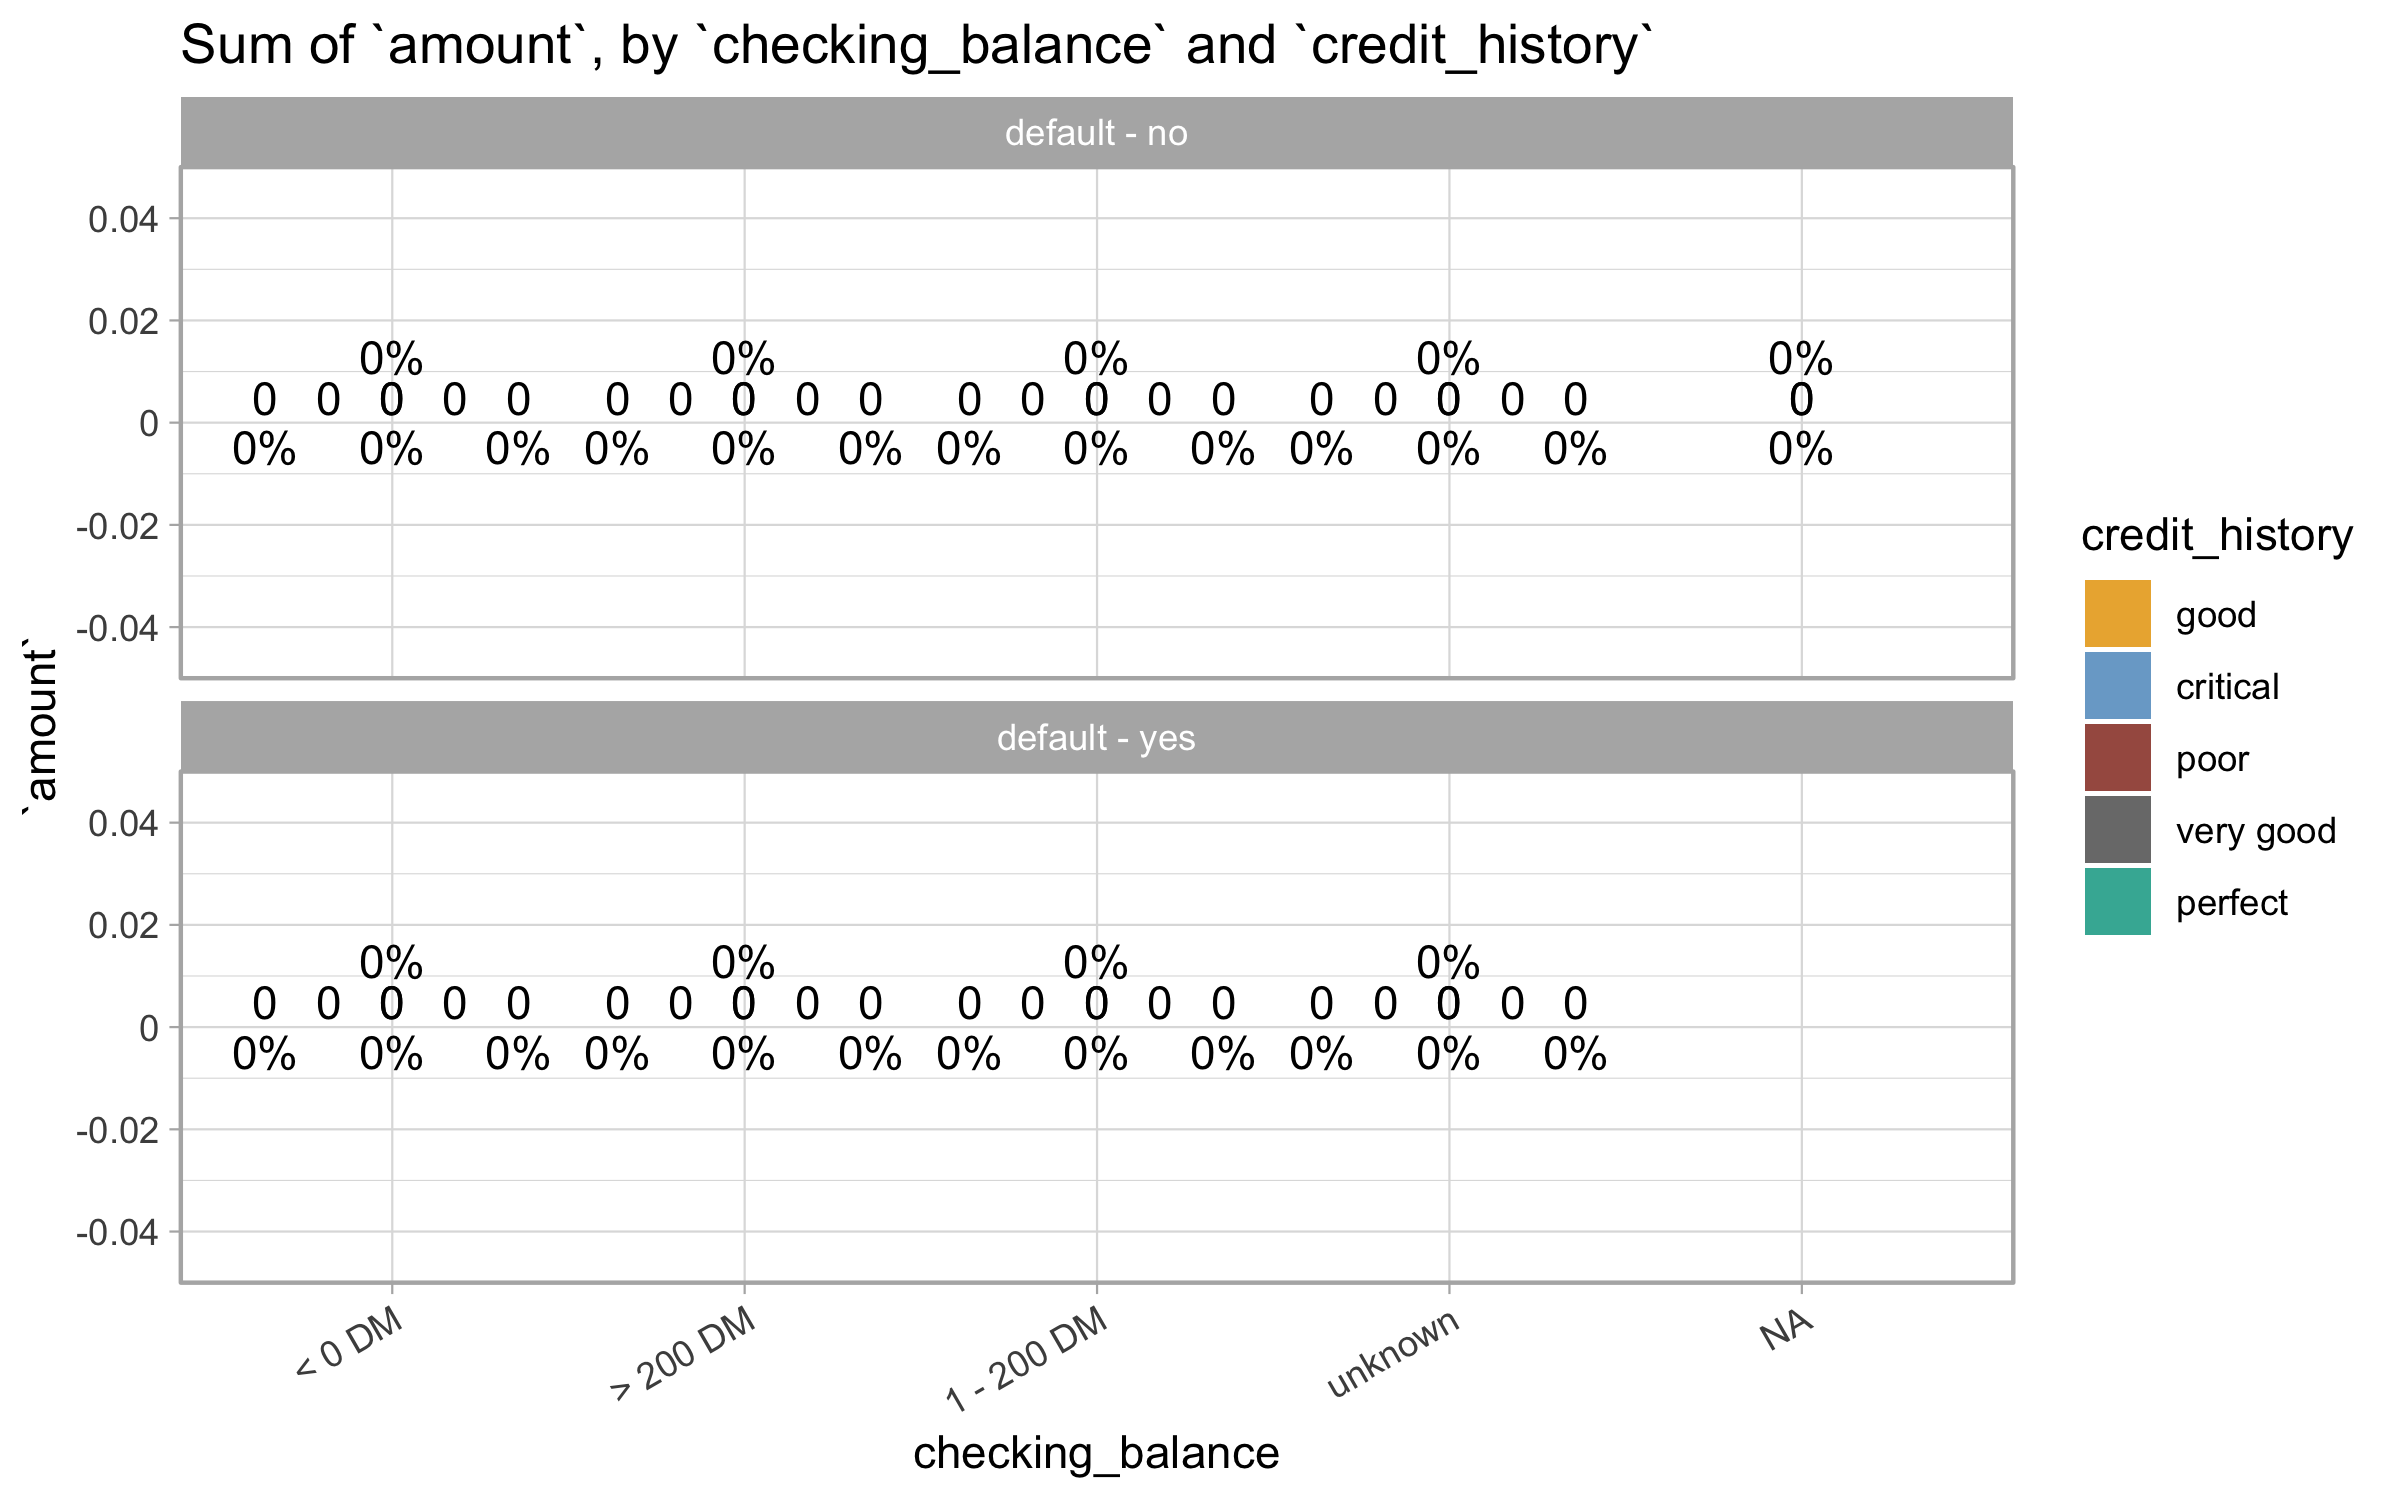 Sum of `amount`, by `checking_balance` and `credit_history`
default - no
0.04
0.02
0% 0% 0% 0% 0%
0 0 0 0 0 0 0 0 0 0 0 0 0 0 0 0 0 0 0 0 0
0
0% 0% 0% 0% 0% 0% 0% 0% 0% 0% 0% 0% 0%
-0.02
-0.04
default - yes
0.04
0.02
0% 0% 0% 0%
0 0 0 0 0 0 0 0 0 0 0 0 0 0 0 0 0 0 0 0
0
0% 0% 0% 0% 0% 0% 0% 0% 0% 0% 0% 0%
-0.02
-0.04
`amount`
< 0 DM
> 200 DM
1 - 200 DM
unknown
NA
checking_balance
credit_history
good
critical
poor
very good
perfect